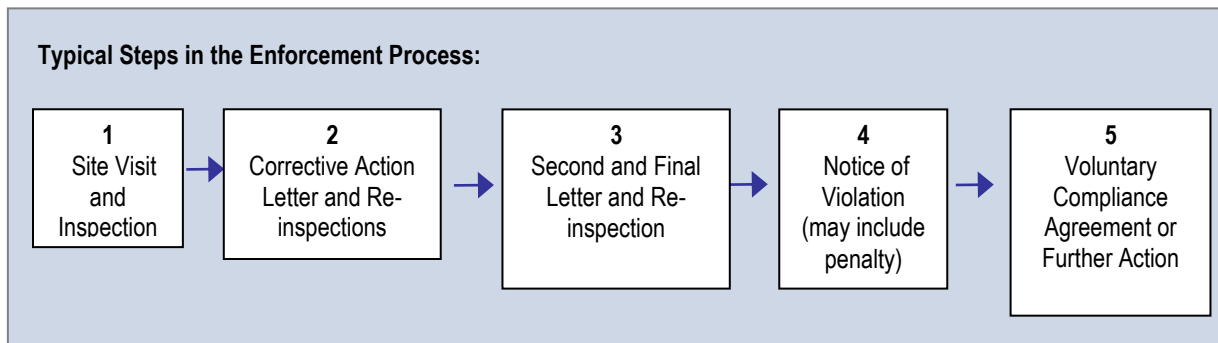 Typical Steps in the Enforcement Process:
1
Site Visit
and
Inspection
2
Corrective Action
Letter and Re-
inspections
3
Second and Final
Letter and Re-
inspection
4
Notice of
Violation
(may include
penalty)
5
Voluntary
Compliance
Agreement or
Further Action